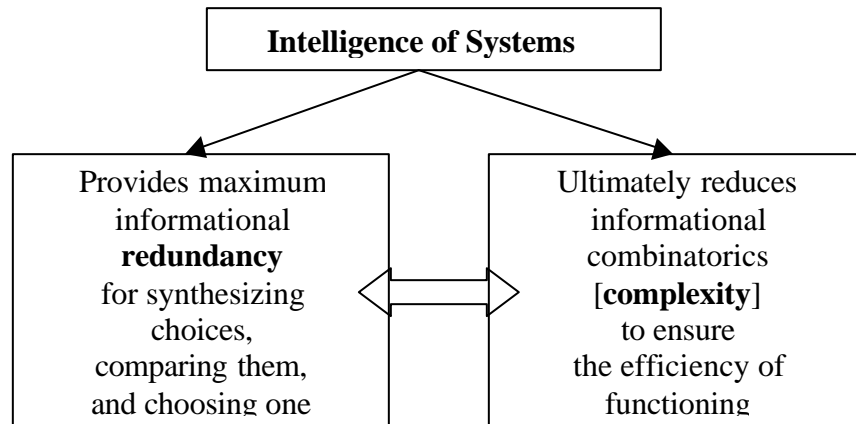 Intelligence of Systems
Provides maximum
informational
redundancy
for synthesizing
choices,
comparing them,
and choosing one
Ultimately reduces
informational
combinatorics
[complexity]
to ensure
the efficiency of
functioning